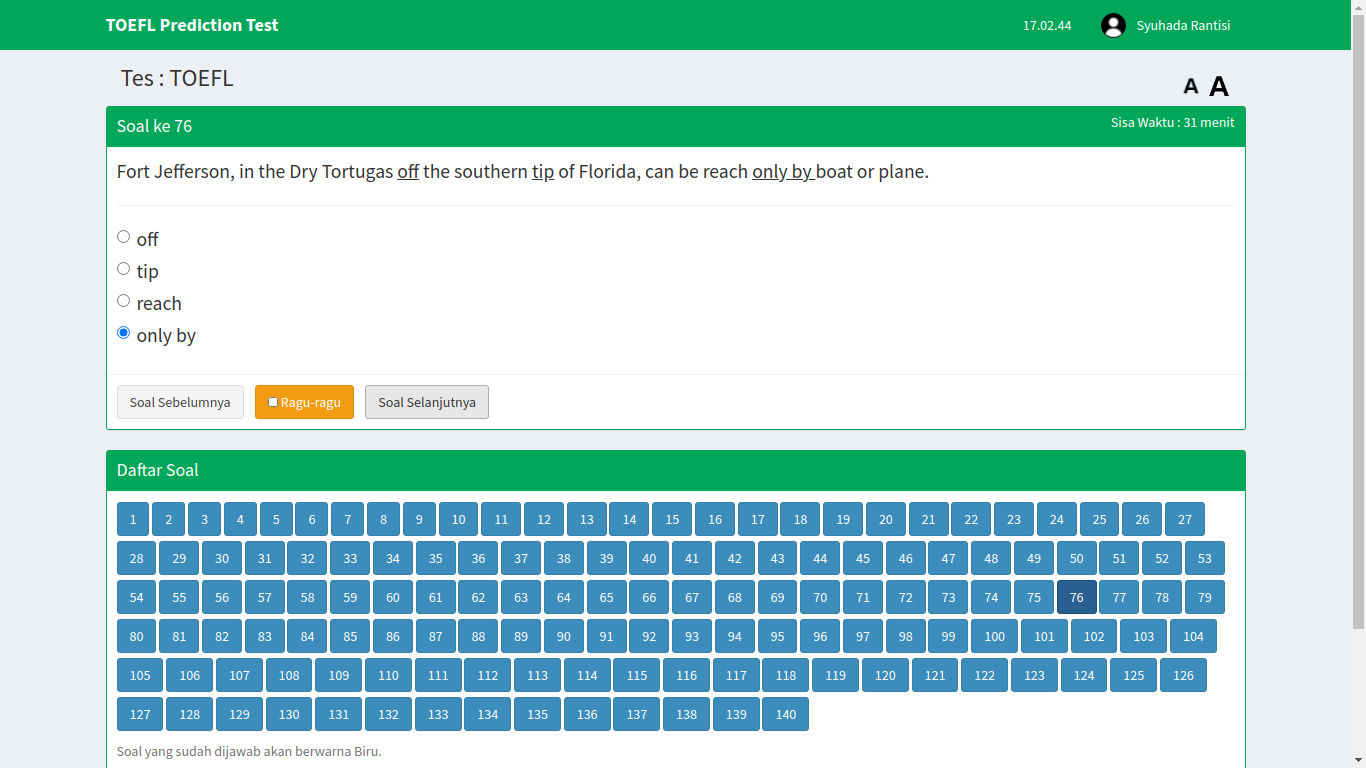 TOEFL Prediction Test
17.02.44
Syuhada Rantisi
Tes : TOEFL
A A
Soal ke 76
Sisa Waktu : 31 menit
Fort Jefferson, in the Dry Tortugas off the southern tip of Florida, can be reach only by boat or plane.
off
tip
reach
only by
Soal Sebelumnya
Ragu-ragu
Soal Selanjutnya
Daftar Soal
1 2 3 4 5 6 7 8 9 10 11 12 13 14 15 16 17 18 19 20 21 22 23 24 25 26 27
28 29 30 31 32 33 34 35 36 37 38 39 40 41 42 43 44 45 46 47 48 49 50 51 52 53
54 55 56 57 58 59 60 61 62 63 64 65 66 67 68 69 70 71 72 73 74 75 76 77 78 79
80 81 82 83 84 85 86 87 88 89 90 91 92 93 94 95 96 97 98 99 100 101 102 103 104
105 106 107 108 109 110 111 112 113 114 115 116 117 118 119 120 121 122 123 124 125 126
127 128 129 130 131 132 133 134 135 136 137 138 139 140
Soal yang sudah dijawab akan berwarna Biru.